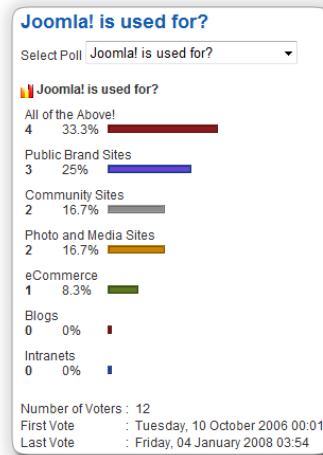 Joomla! is used for?
Select Poll Joomla! is used for?
Joomla! is used for?
All of the Above!
4 33.3%
Public Brand Sites
3 25%
Community Sites
2 16.7%
Photo and Media Sites
2 16.7%
eCommerce
1 8.3%
Blogs
0 0%
Intranets
0 0%
Number of Voters : 12
First Vote : Tuesday, 10 October 2006 00:01
Last Vote : Friday, 04 January 2008 03:54